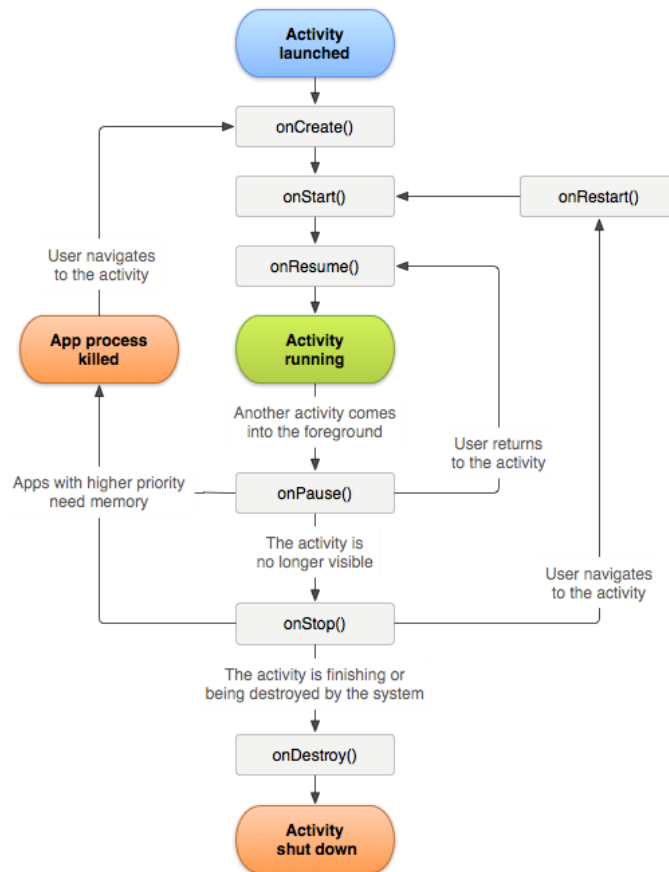 Activity
launched
onCreate()
onStart()
onRestart()
User navigates
to the activity
onResume()
App process
killed
Activity
running
Another activity comes
into the foreground
User returns
to the activity
Apps with higher priority
need memory
onPause()
The activity is
no longer visible
User navigates
to the activity
onStop()
The activity is finishing or
being destroyed by the system
onDestroy()
Activity
shut down